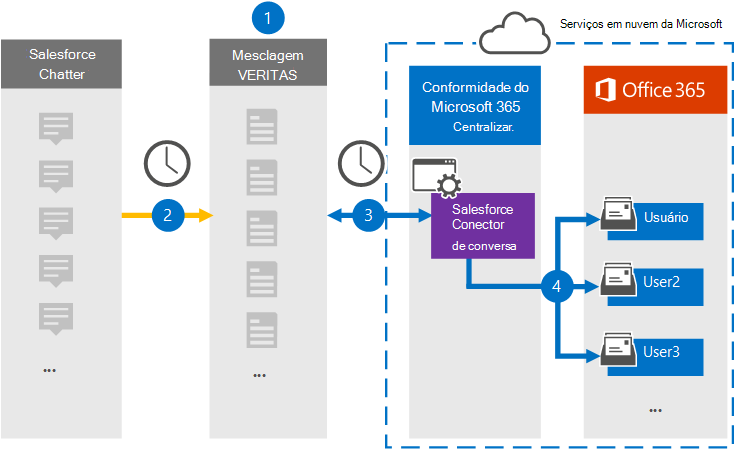 1
Serviços em nuvem da Microsoft
Salesforce
Chatter
Mesclagem
VERITAS
Conformidade do
Microsoft 365
Centralizar.
Office 365
2
3
Salesforce
Conector
de conversa
4
Usuário
User2
User3
...
...
...